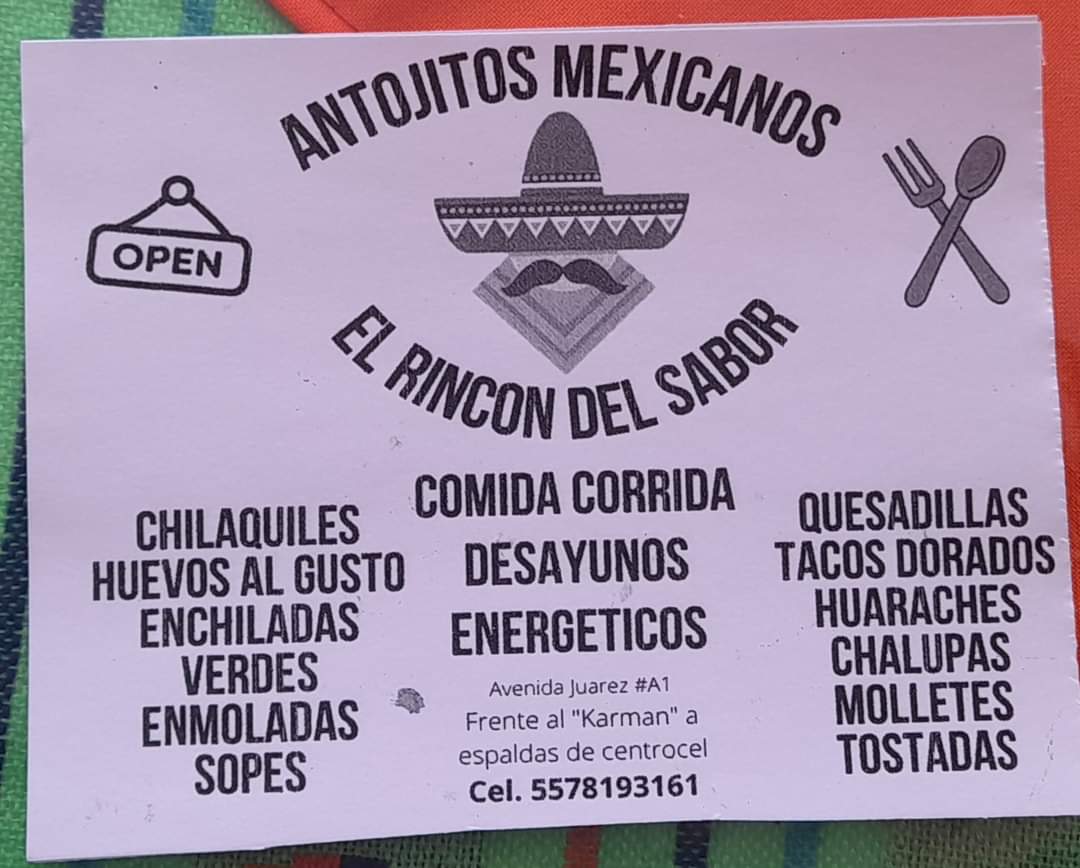 ANTOJITOS MEXICANOS
OPEN
EL RINCON DEL SABOR
CHILAQUILES
HUEVOS AL GUSTO
ENCHILADAS
VERDES
ENMOLADAS
SOPES
COMIDA CORRIDA
DESAYUNOS
ENERGETICOS
Avenida Juarez #A1
Frente al "Karman" a
espaldas de centrocel
Cel. 5578193161
QUESADILLAS
TACOS DORADOS
HUARACHES
CHALUPAS
MOLLETES
TOSTADAS